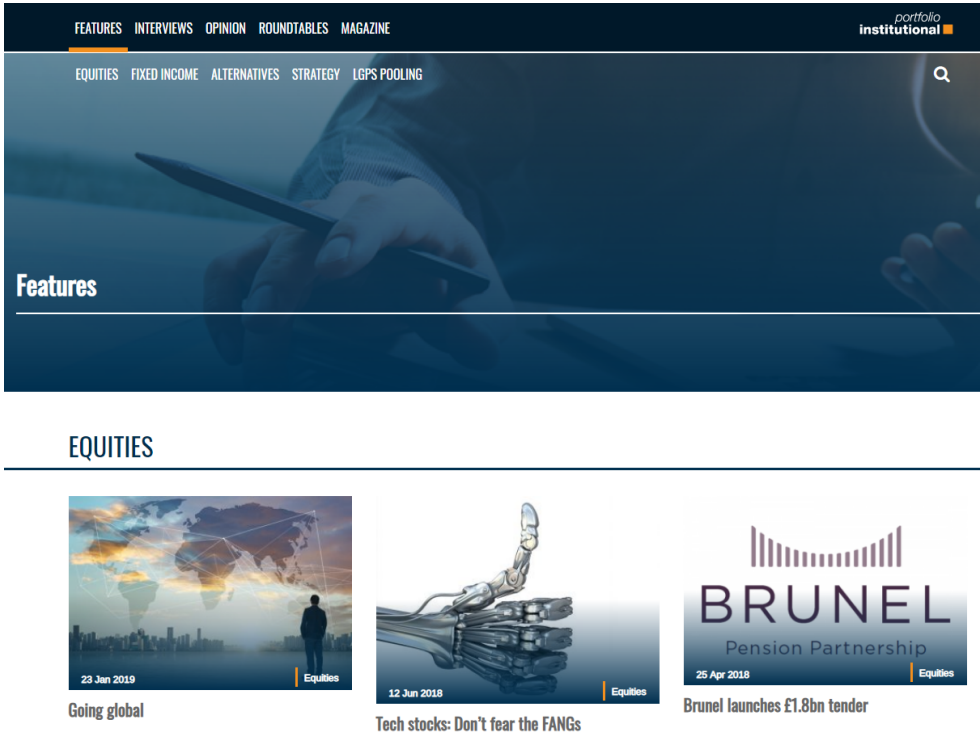 FEATURES INTERVIEWS OPINION ROUNDTABLES MAGAZINE
portfolio
institutional
EQUITIES FIXED INCOME ALTERNATIVES STRATEGY LGPS POOLING
Features
EQUITIES
23 Jan 2019
Equities
Going global
12 Jun 2018
Equities
Tech stocks: Don't fear the FANGs
BRUNEL
Pension Partnership
25 Apr 2018
Equities
Brunel launches £1.8bn tender